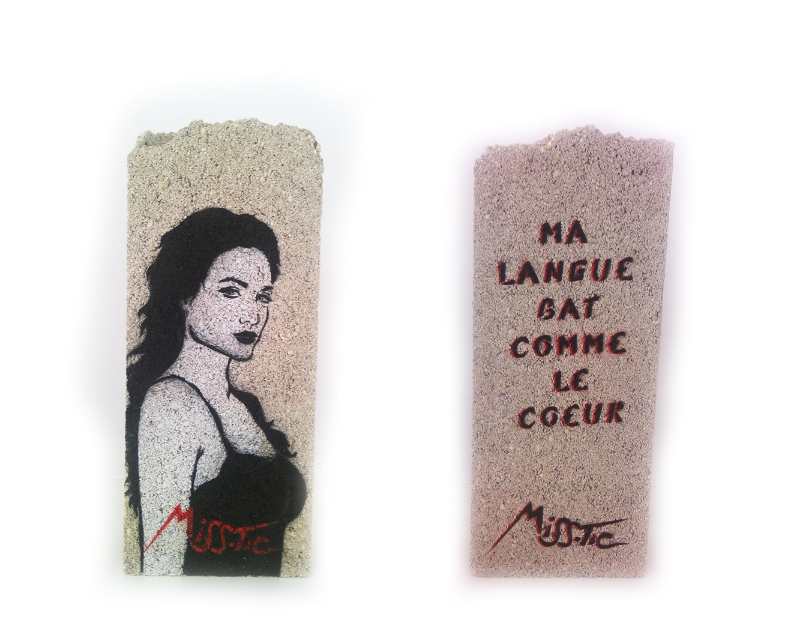 Miss.Tic
MA
LANGUE
BAT
COMME
LE
COEUR
Miss.Tic